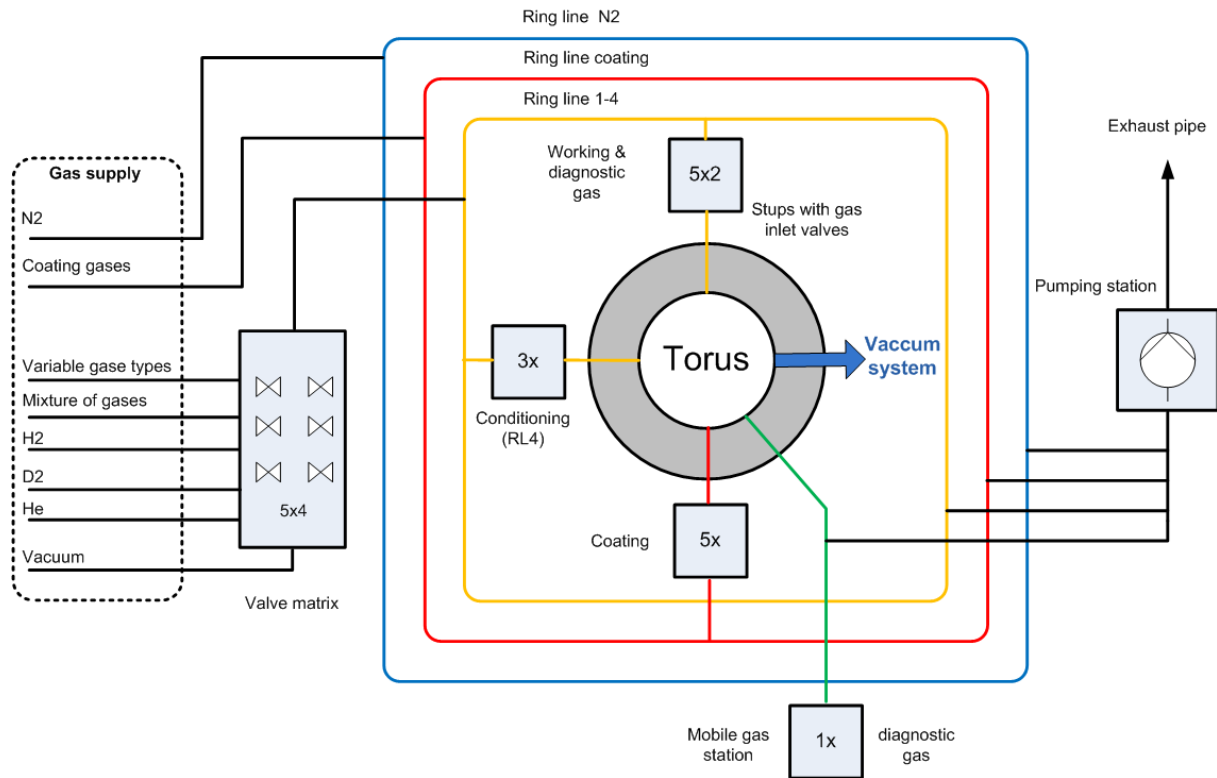 Ring line  N2
Ring line coating
Ring line 1-4
Exhaust pipe
Working &
diagnostic
gas
5x2
Gas supply
Stups with gas
inlet valves
N2
Coating gases
Pumping station
Variable gase types
Mixture of gases
H2
D2
He
Vacuum
5x4
Valve matrix
3x
Conditioning
(RL4)
Torus
Vaccum
system
Coating
5x
Mobile gas
station
1x
diagnostic
gas